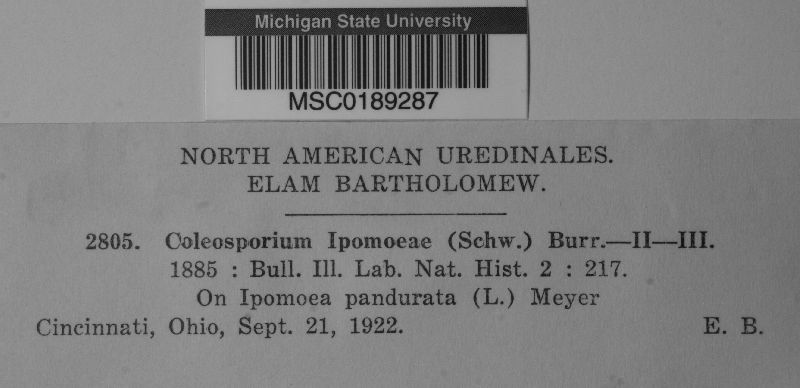 Michigan State University
MSC0189287
NORTH AMERICAN UREDINALES.
ELAM BARTHOLOMEW.
2805. Coleosporium Ipomoeae (Schw.) Burr.—II—III.
1885 : Bull. Ill. Lab. Nat. Hist. 2 : 217.
On Ipomoea pandurata (L.) Meyer
Cincinnati, Ohio, Sept. 21, 1922. E. B.